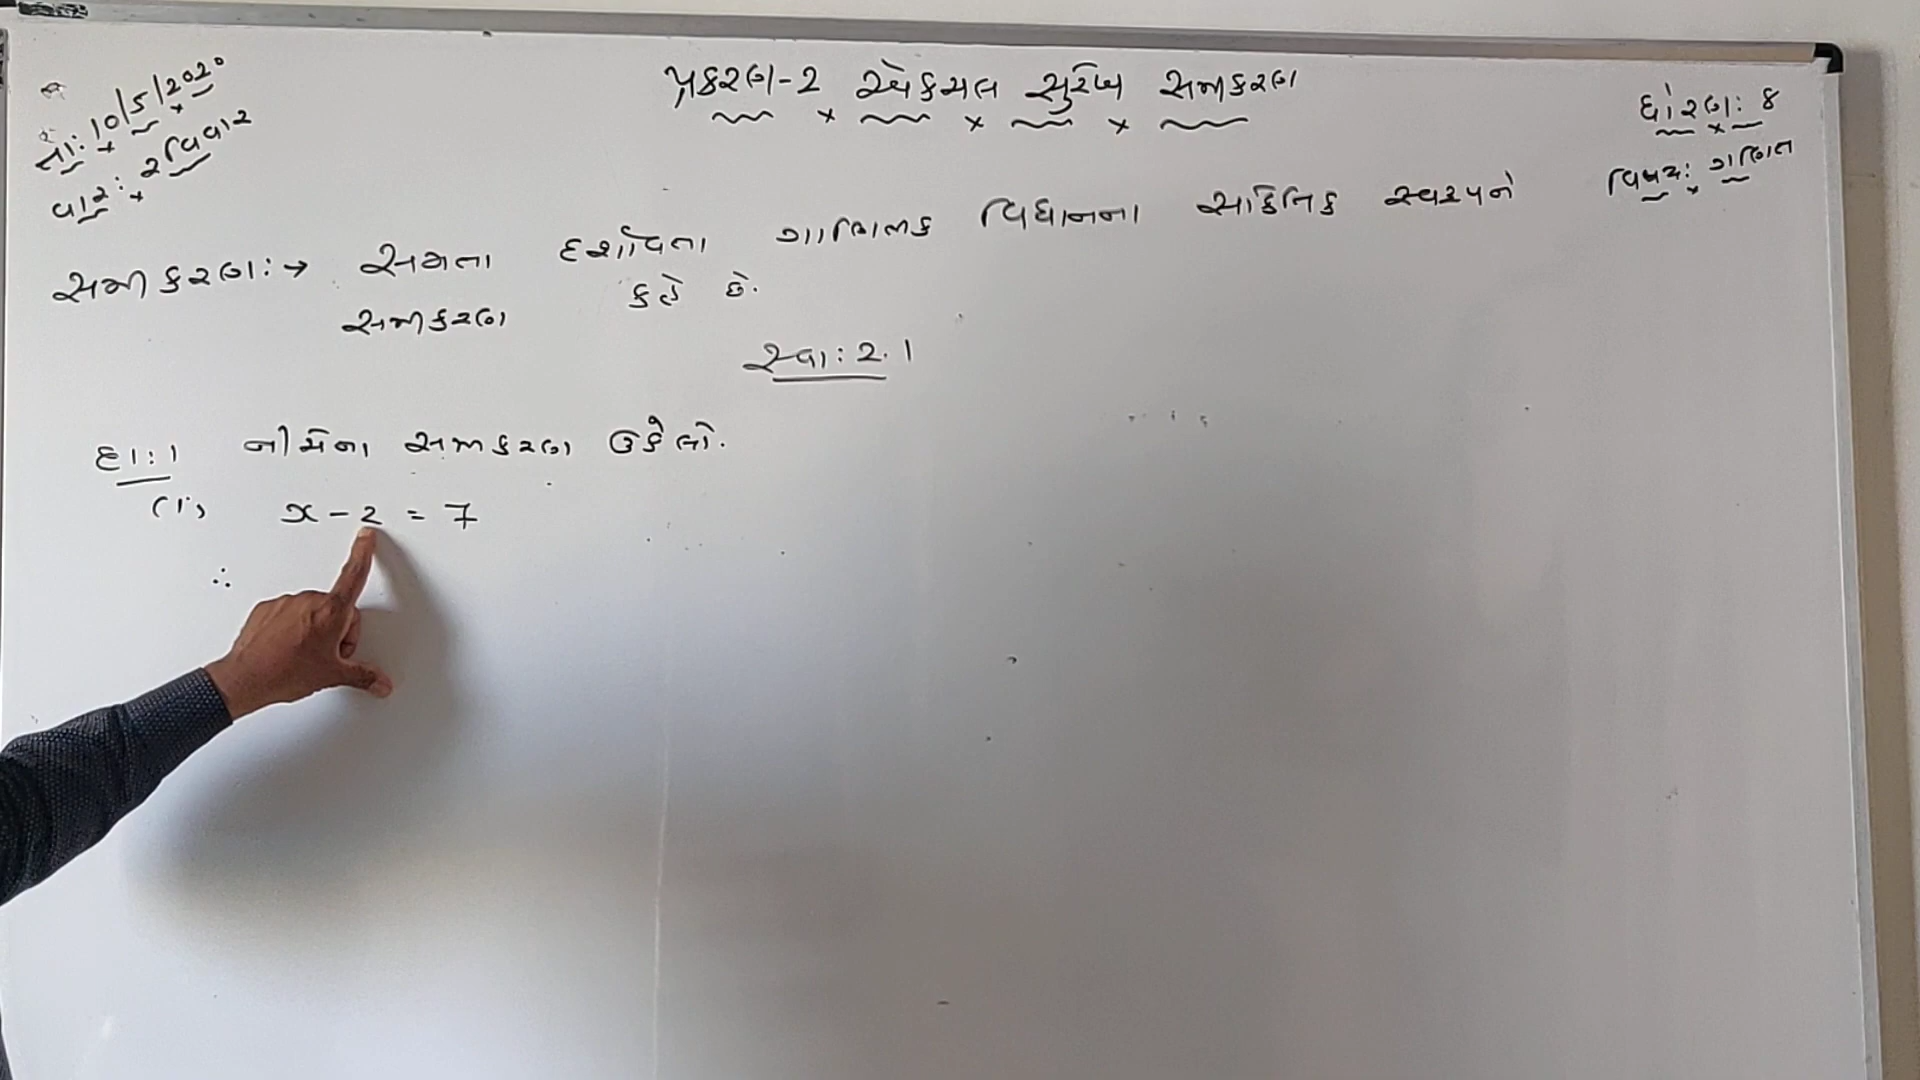 તા: 10/5/2020
વાર: રવિવાર
પ્રકરણ-2 એકચલ સુરેખ સમીકરણ
ધોરણ: 8
વિષય: ગણિત
સમીકરણ:→ સમતા દર્શાવતા ગાણિતિક વિધાનના સાંકેતિક સ્વરૂપને
સમીકરણ કહે છે.
સ્વા: 2.1
દા: 1 નીચેના સમીકરણ ઉકેલો.
(1) x - 2 = 7
∴